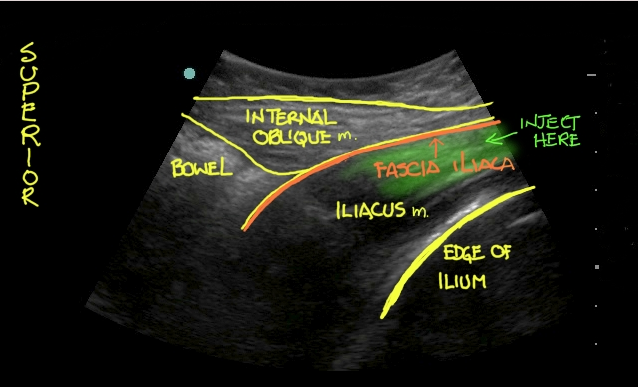 SUPERIOR
INTERNAL
OBLIQUE m.
INJECT
HERE
BOWEL
FASCIA ILIACA
ILIACUS m.
EDGE OF
ILIUM